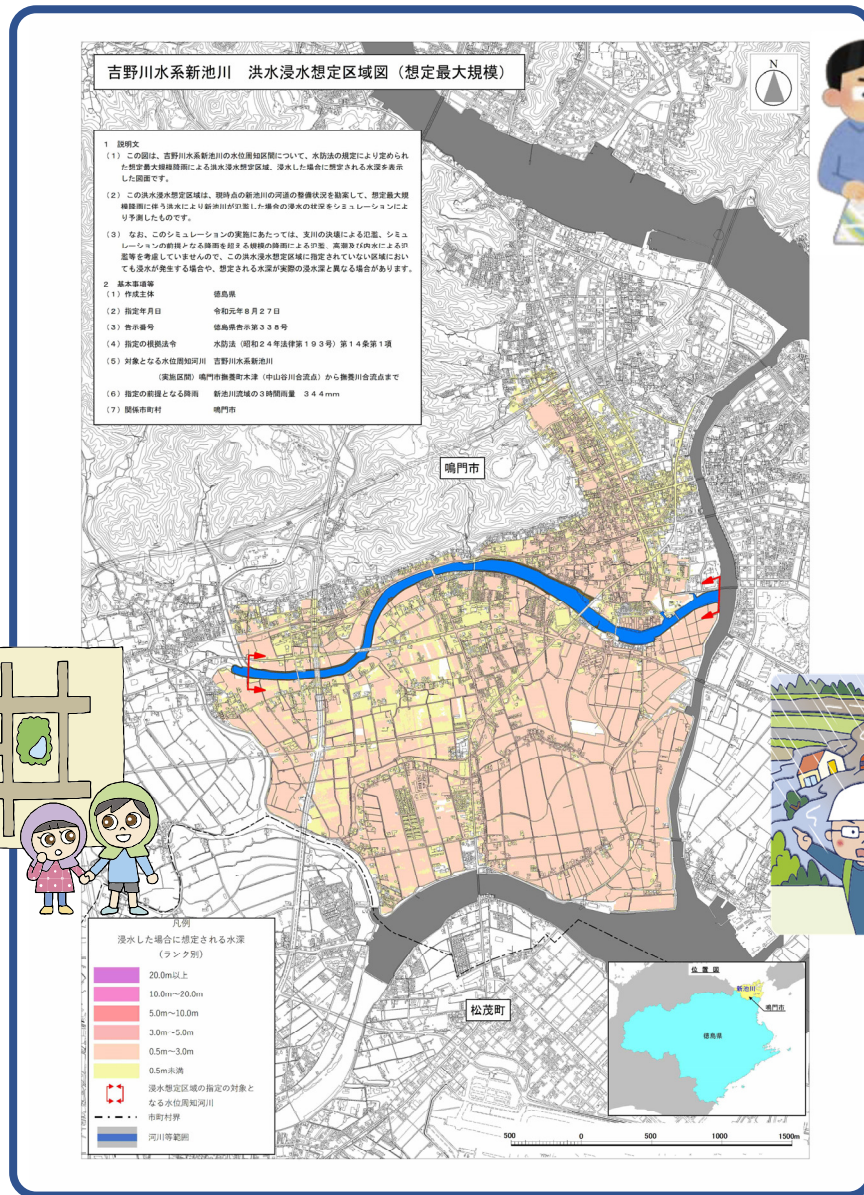 吉野川水系新池川　洪水浸水想定区域図（想定最大規模）
N
1　説明文
（1）この図は、吉野川水系新池川の水位周知区間について、水防法の規定により定められ
た想定最大規模降雨による洪水浸水想定区域、浸水した場合に想定される水深を表示
した図面です。
（2）この洪水浸水想定区域は、現時点の新池川の河道の整備状況を勘案して、想定最大規
模降雨に伴う洪水により新池川が氾濫した場合の浸水の状況をシミュレーションによ
り予測したものです。
（3）なお、このシミュレーションの実施にあたっては、支川の決壊による氾濫、シミュ
レーションの前提となる降雨を超える規模の降雨による氾濫、高潮及び内水による氾
濫等を考慮していませんので、この洪水浸水想定区域に指定されていない区域におい
ても浸水が発生する場合や、想定される水深が実際の浸水深と異なる場合があります。
2　基本事項等
（1）作成主体　徳島県
（2）指定年月日　令和元年8月27日
（3）告示番号　徳島県告示第338号
（4）指定の根拠法令　水防法（昭和24年法律第193号）第14条第1項
（5）対象となる水位周知河川　吉野川水系新池川
（実施区間）鳴門市撫養町木津（中山谷川合流点）から撫養川合流点まで
（6）指定の前提となる降雨　新池川流域の3時間雨量　344mm
（7）関係市町村　鳴門市
鳴門市
凡例
浸水した場合に想定される水深
（ランク別）
20.0m以上
10.0m～20.0m
5.0m～10.0m
3.0m～5.0m
0.5m～3.0m
0.5m未満
浸水想定区域の指定の対象と
なる水位周知河川
市町村界
河川等範囲
松茂町
位置図
新池川
鳴門市
徳島県
500 0 500 1000 1500m